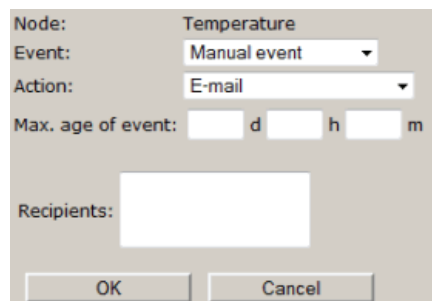 Node: Temperature
Event: Manual event
Action: E-mail
Max. age of event: d h m
Recipients:
OK Cancel